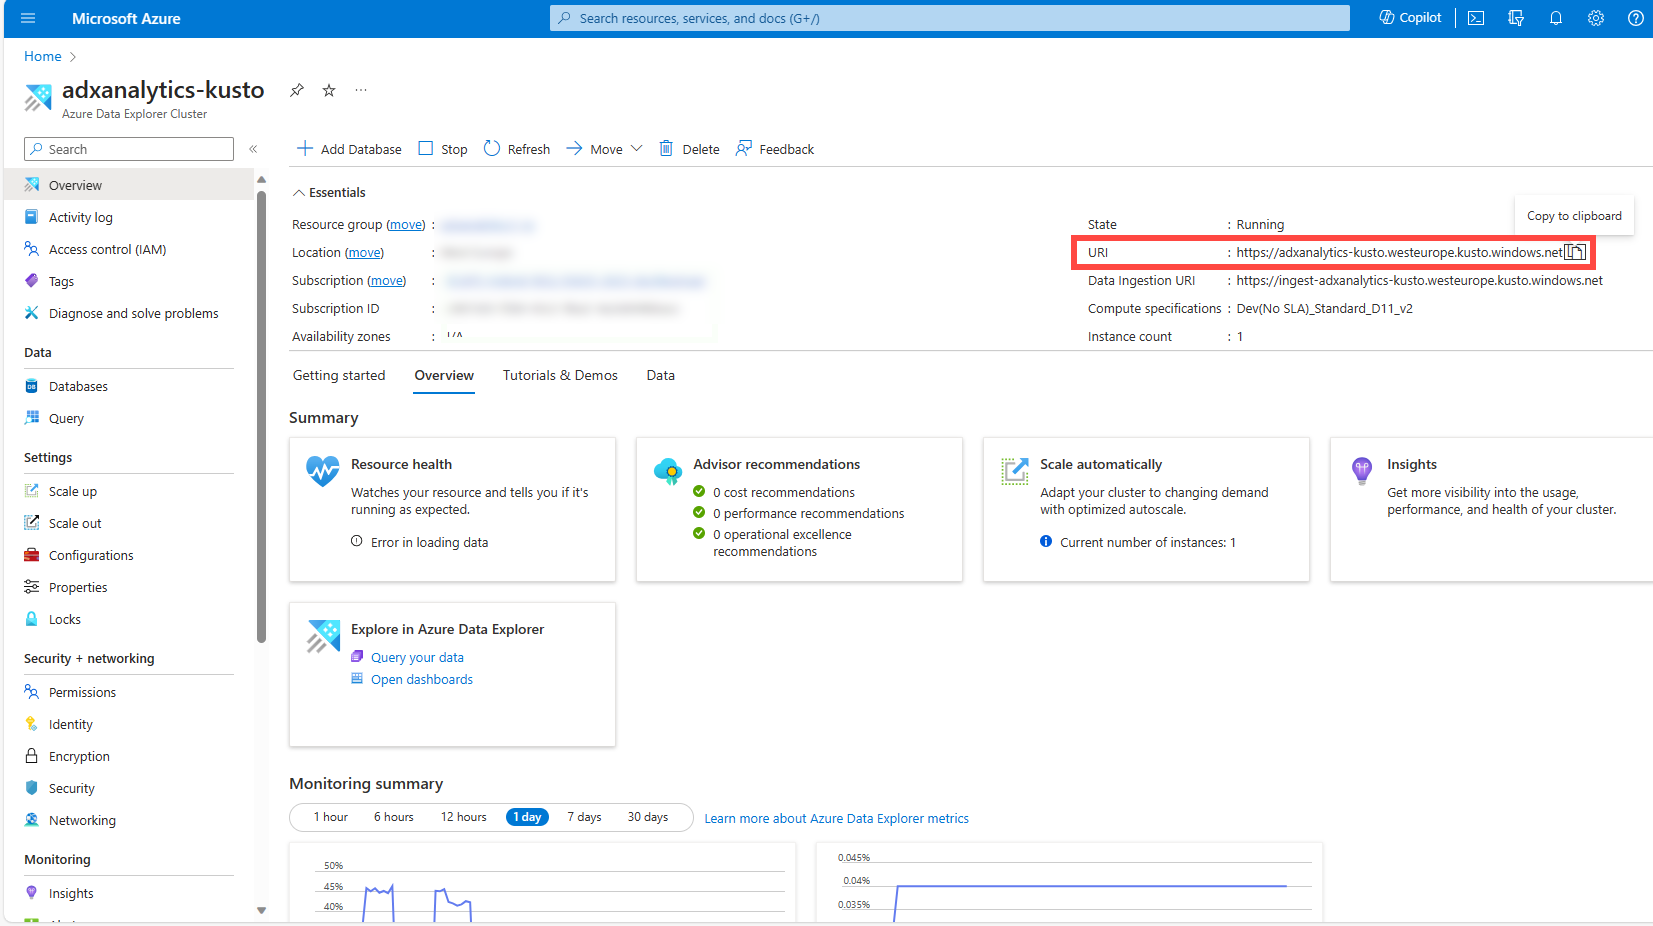 Microsoft Azure
Search resources, services, and docs (G+/)
Copilot
Home
adxanalytics-kusto
Azure Data Explorer Cluster
Search
Overview
Activity log
Access control (IAM)
Tags
Diagnose and solve problems
Data
Databases
Query
Settings
Scale up
Scale out
Configurations
Properties
Locks
Security + networking
Permissions
Identity
Encryption
Security
Networking
Monitoring
Insights
Add Database
Stop
Refresh
Move
Delete
Feedback
Essentials
Resource group (move) :
Location (move) :
Subscription (move) :
Subscription ID :
Availability zones :
Copy to clipboard
State : Running
URI : https://adxanalytics-kusto.westeurope.kusto.windows.net
Data Ingestion URI : https://ingest-adxanalytics-kusto.westeurope.kusto.windows.net
Compute specifications : Dev(No SLA)_Standard_D11_v2
Instance count : 1
Getting started
Overview
Tutorials & Demos
Data
Summary
Resource health
Watches your resource and tells you if it's
running as expected.
Error in loading data
Advisor recommendations
0 cost recommendations
0 performance recommendations
0 operational excellence
recommendations
Scale automatically
Adapt your cluster to changing demand
with optimized autoscale.
Current number of instances: 1
Insights
Get more visibility into the usage,
performance, and health of your cluster.
Explore in Azure Data Explorer
Query your data
Open dashboards
Monitoring summary
1 hour
6 hours
12 hours
1 day
7 days
30 days
Learn more about Azure Data Explorer metrics
50%
45%
40%
0.045%
0.04%
0.035%